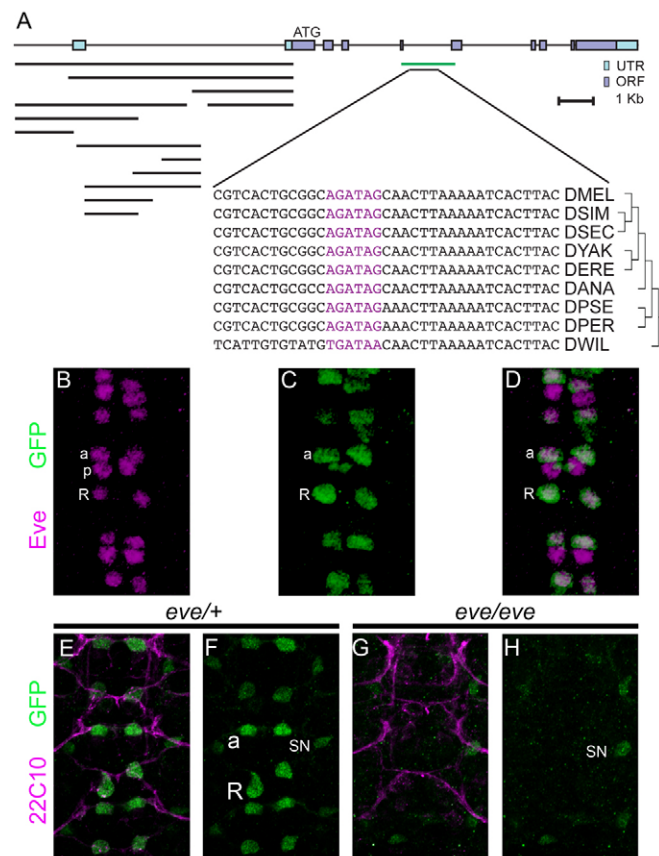 A
ATG
UTR
ORF
1 Kb
CGTCACTGCGGCAGATAGCAACTTAAAAATCACTTAC DMEL
CGTCACTGCGGCAGATAGCAACTTAAAAATCACTTAC DSIM
CGTCACTGCGGCAGATAGCAACTTAAAAATCACTTAC DSEC
CGTCACTGCGGCAGATAGCAACTTAAAAATCACTTAC DYAK
CGTCACTGCGGCAGATAGCAACTTAAAAATCACTTAC DERE
CGTCACTGCGCCAGATAGCAACTTAAAAATCACTTAC DANA
CGTCACTGCGGCAGATAGAAACTTAAAAATCACTTAC DPSE
CGTCACTGCGGCAGATAGAAACTTAAAAATCACTTAC DPER
TCATTGTGTATGTGATAACAACTTAAAAATCACTTAC DWIL
Eve GFP
B
a
p
R
C
a
R
D
a
R
eve/+
eve/eve
22C10 GFP
E
F
a
SN
R
G
H
SN